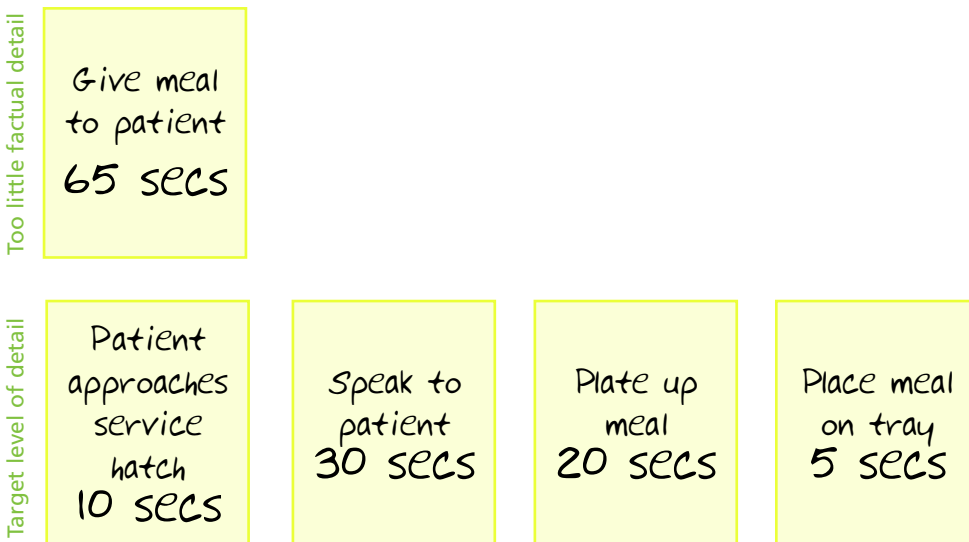 Too little factual detail
Give meal
to patient
65 secs
Target level of detail
Patient
approaches
service
hatch
10 secs
Speak to
patient
30 secs
Plate up
meal
20 secs
Place meal
on tray
5 secs